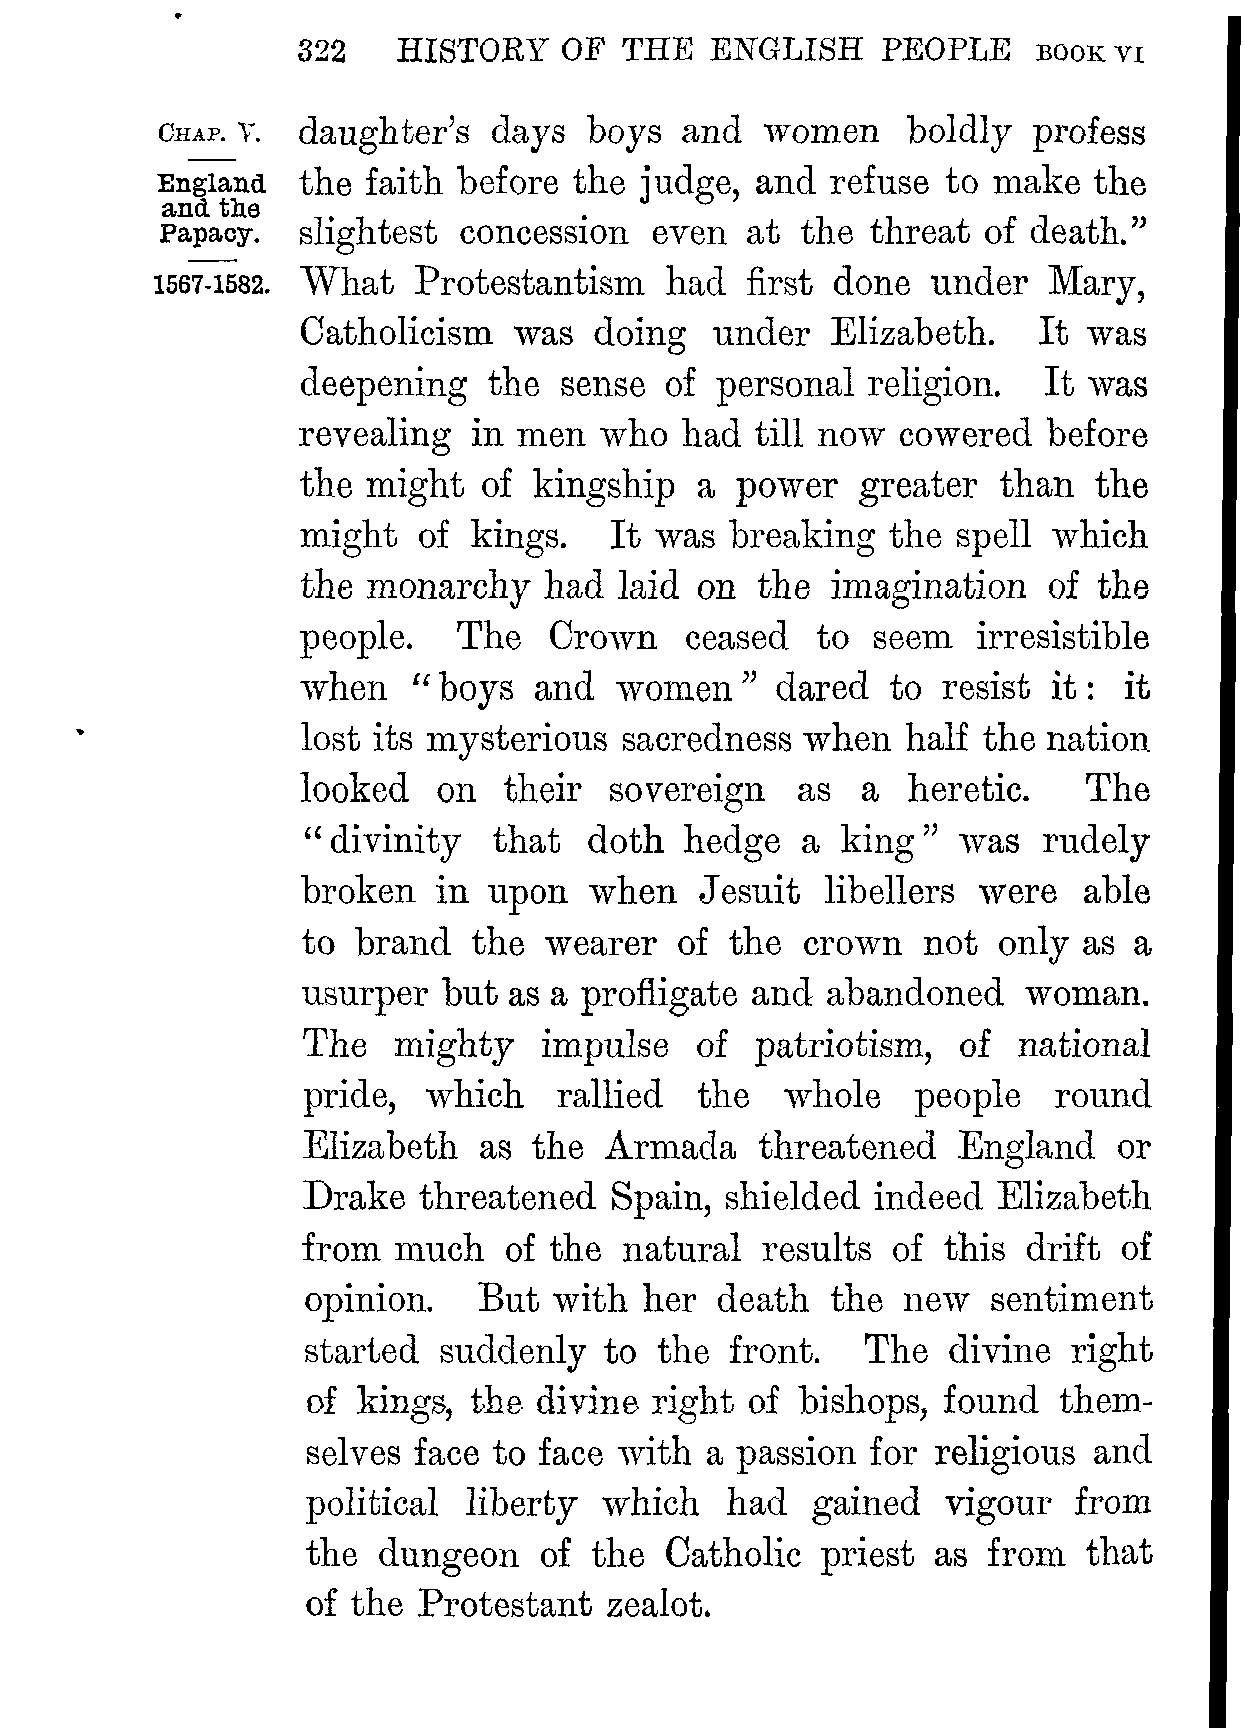 322 HISTORY OF THE ENGLISH PEOPLE BOOK VI
CHAP. V.
England
and the
Papacy.
1567-1582.
daughter's days boys and women boldly profess
the faith before the judge, and refuse to make the
slightest concession even at the threat of death."
What Protestantism had first done under Mary,
Catholicism was doing under Elizabeth. It was
deepening the sense of personal religion. It was
revealing in men who had till now cowered before
the might of kingship a power greater than the
might of kings. It was breaking the spell which
the monarchy had laid on the imagination of the
people. The Crown ceased to seem irresistible
when "boys and women" dared to resist it: it
lost its mysterious sacredness when half the nation
looked on their sovereign as a heretic. The
"divinity that doth hedge a king" was rudely
broken in upon when Jesuit libellers were able
to brand the wearer of the crown not only as a
usurper but as a profligate and abandoned woman.
The mighty impulse of patriotism, of national
pride, which rallied the whole people round
Elizabeth as the Armada threatened England or
Drake threatened Spain, shielded indeed Elizabeth
from much of the natural results of this drift of
opinion. But with her death the new sentiment
started suddenly to the front. The divine right
of kings, the divine right of bishops, found them-
selves face to face with a passion for religious and
political liberty which had gained vigour from
the dungeon of the Catholic priest as from that
of the Protestant zealot.